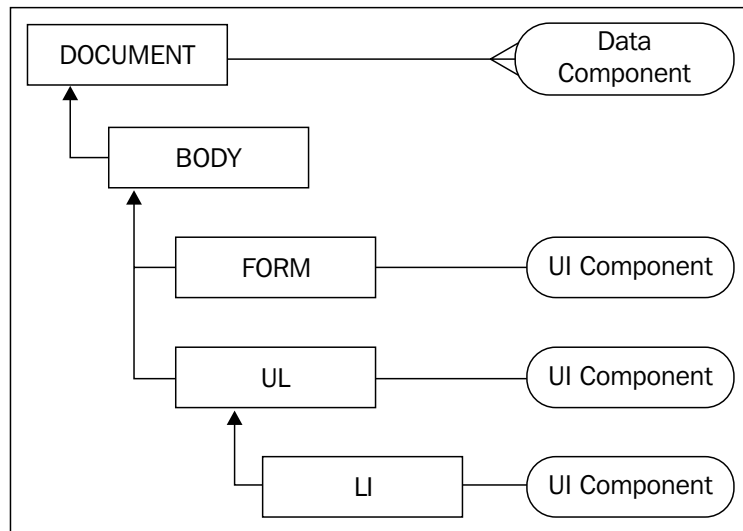 DOCUMENT
Data
Component
BODY
FORM
UI Component
UL
UI Component
LI
UI Component